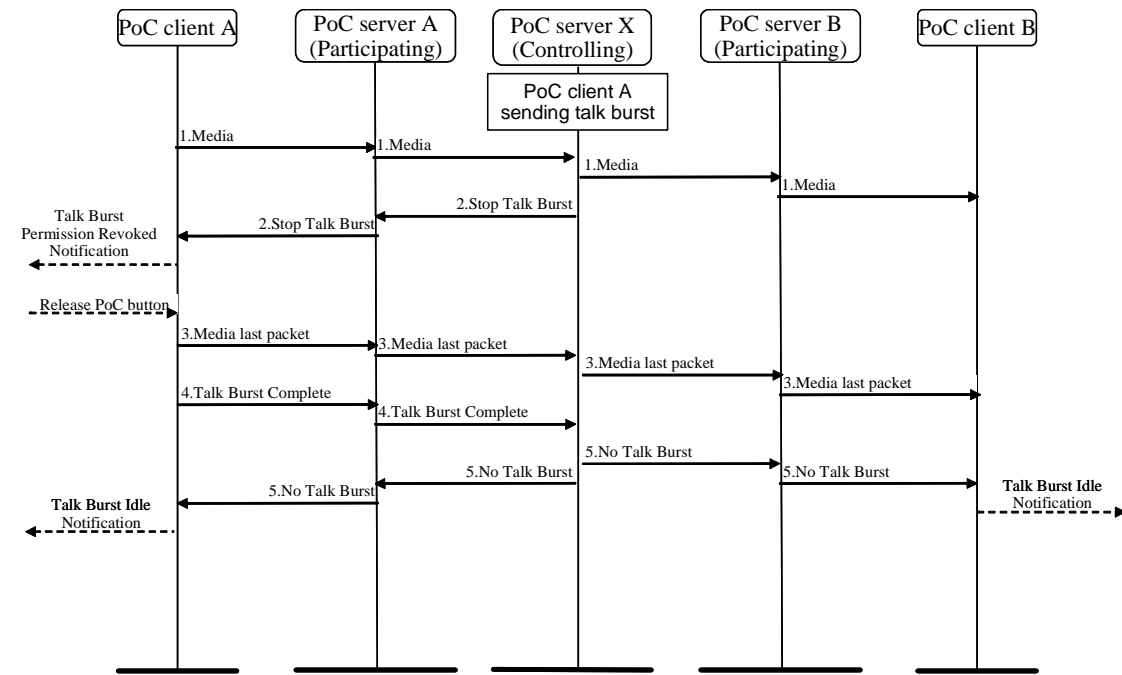 PoC client A
PoC server A
(Participating)
PoC server X
(Controlling)
PoC server B
(Participating)
PoC client B
PoC client A
sending talk burst
1.Media
1.Media
1.Media
1.Media
2.Stop Talk Burst
2.Stop Talk Burst
Talk Burst
Permission Revoked
Notification
Release PoC button
3.Media last packet
3.Media last packet
3.Media last packet
3.Media last packet
4.Talk Burst Complete
4.Talk Burst Complete
5.No Talk Burst
5.No Talk Burst
5.No Talk Burst
5.No Talk Burst
Talk Burst Idle
Notification
Talk Burst Idle
Notification